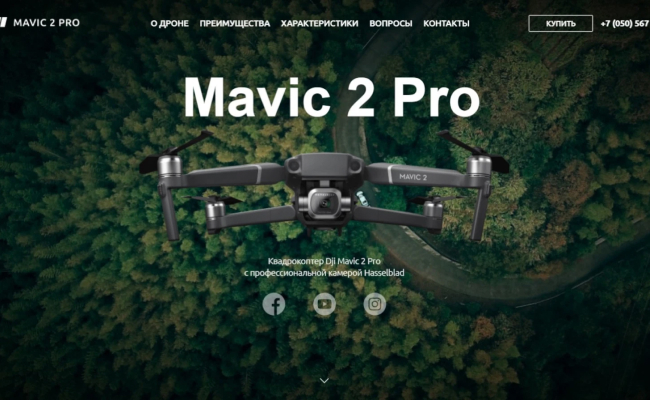 MAVIC 2 PRO
О ДРОНЕ ПРЕИМУЩЕСТВА ХАРАКТЕРИСТИКИ ВОПРОСЫ КОНТАКТЫ
КУПИТЬ
+7 (050) 567
Mavic 2 Pro
MAVIC 2
Квадрокоптер Dji Mavic 2 Pro
с профессиональной камерой Hasselblad